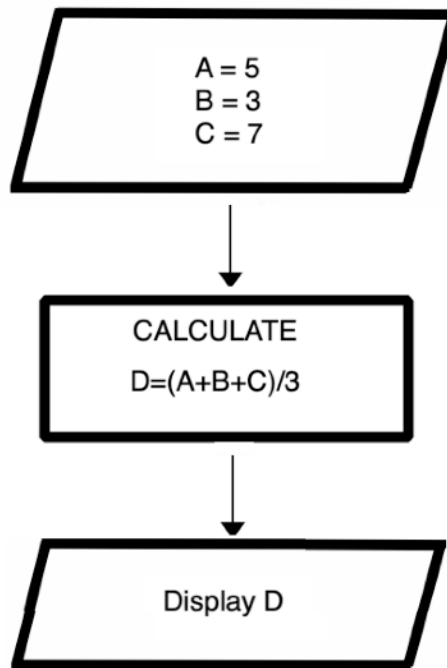 A = 5
B = 3
C = 7
CALCULATE
D=(A+B+C)/3
Display D